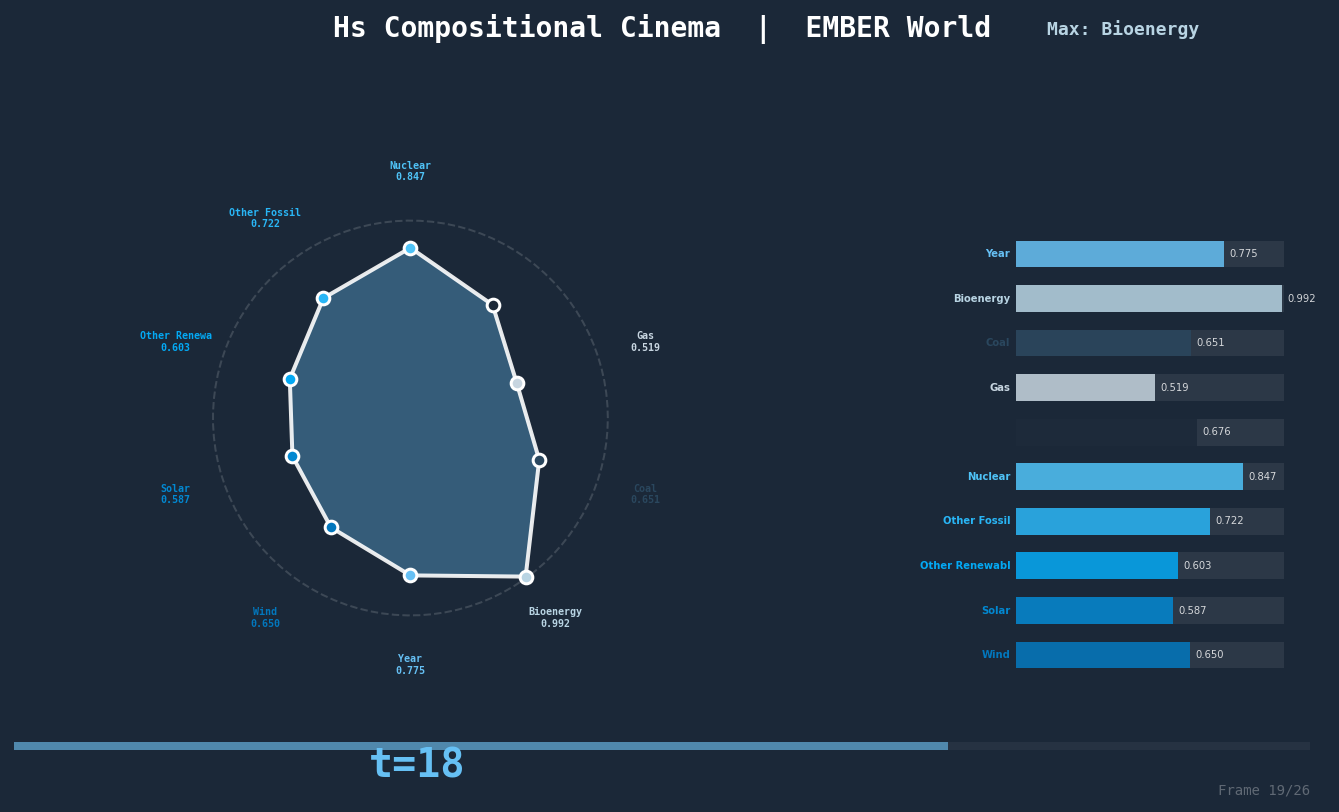 Hs Compositional Cinema | EMBER World
Max: Bioenergy
Nuclear
0.847
Other Fossil
0.722
Other Renewa
0.603
Gas
0.519
Solar
0.587
Coal
0.651
Wind
0.650
Bioenergy
0.992
Year
0.775
Year 0.775
Bioenergy 0.992
Coal 0.651
Gas 0.519
0.676
Nuclear 0.847
Other Fossil 0.722
Other Renewabl 0.603
Solar 0.587
Wind 0.650
t=18
Frame 19/26